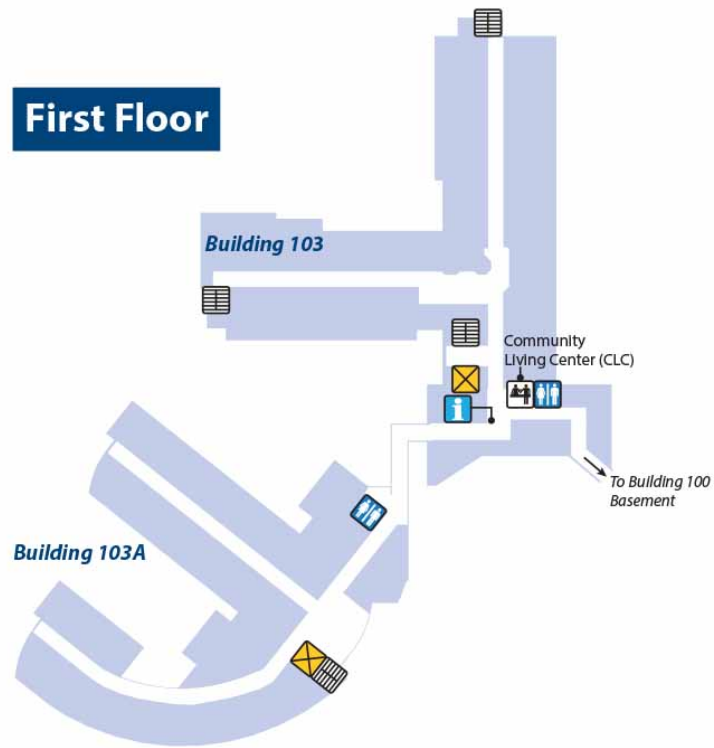 First Floor
Building 103
Community
Living Center (CLC)
To Building 100
Basement
Building 103A